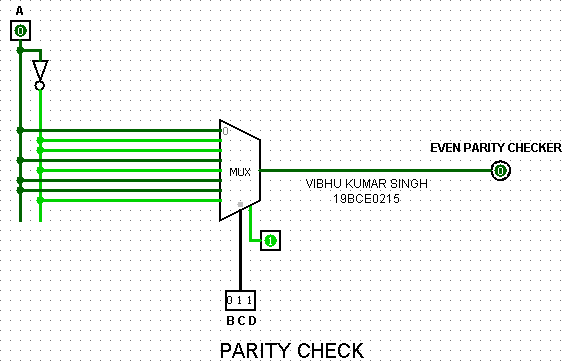 A
0
0
MUX
EVEN PARITY CHECKER
0
VIBHU KUMAR SINGH
19BCE0215
1
0 1 1
B C D
PARITY CHECK